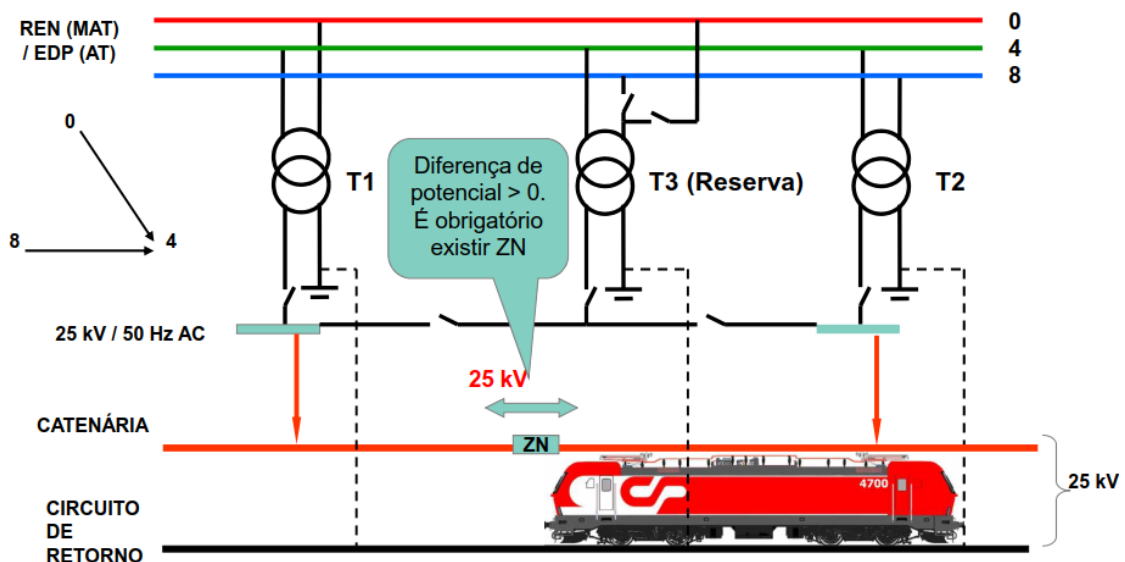 REN (MAT)
/ EDP (AT)
0
4
8
0
8
4
T1
Diferença de
potencial > 0.
É obrigatório
existir ZN
T3 (Reserva)
T2
25 kV / 50 Hz AC
25 kV
CATENÁRIA
ZN
4700
CP
25 kV
CIRCUITO
DE
RETORNO